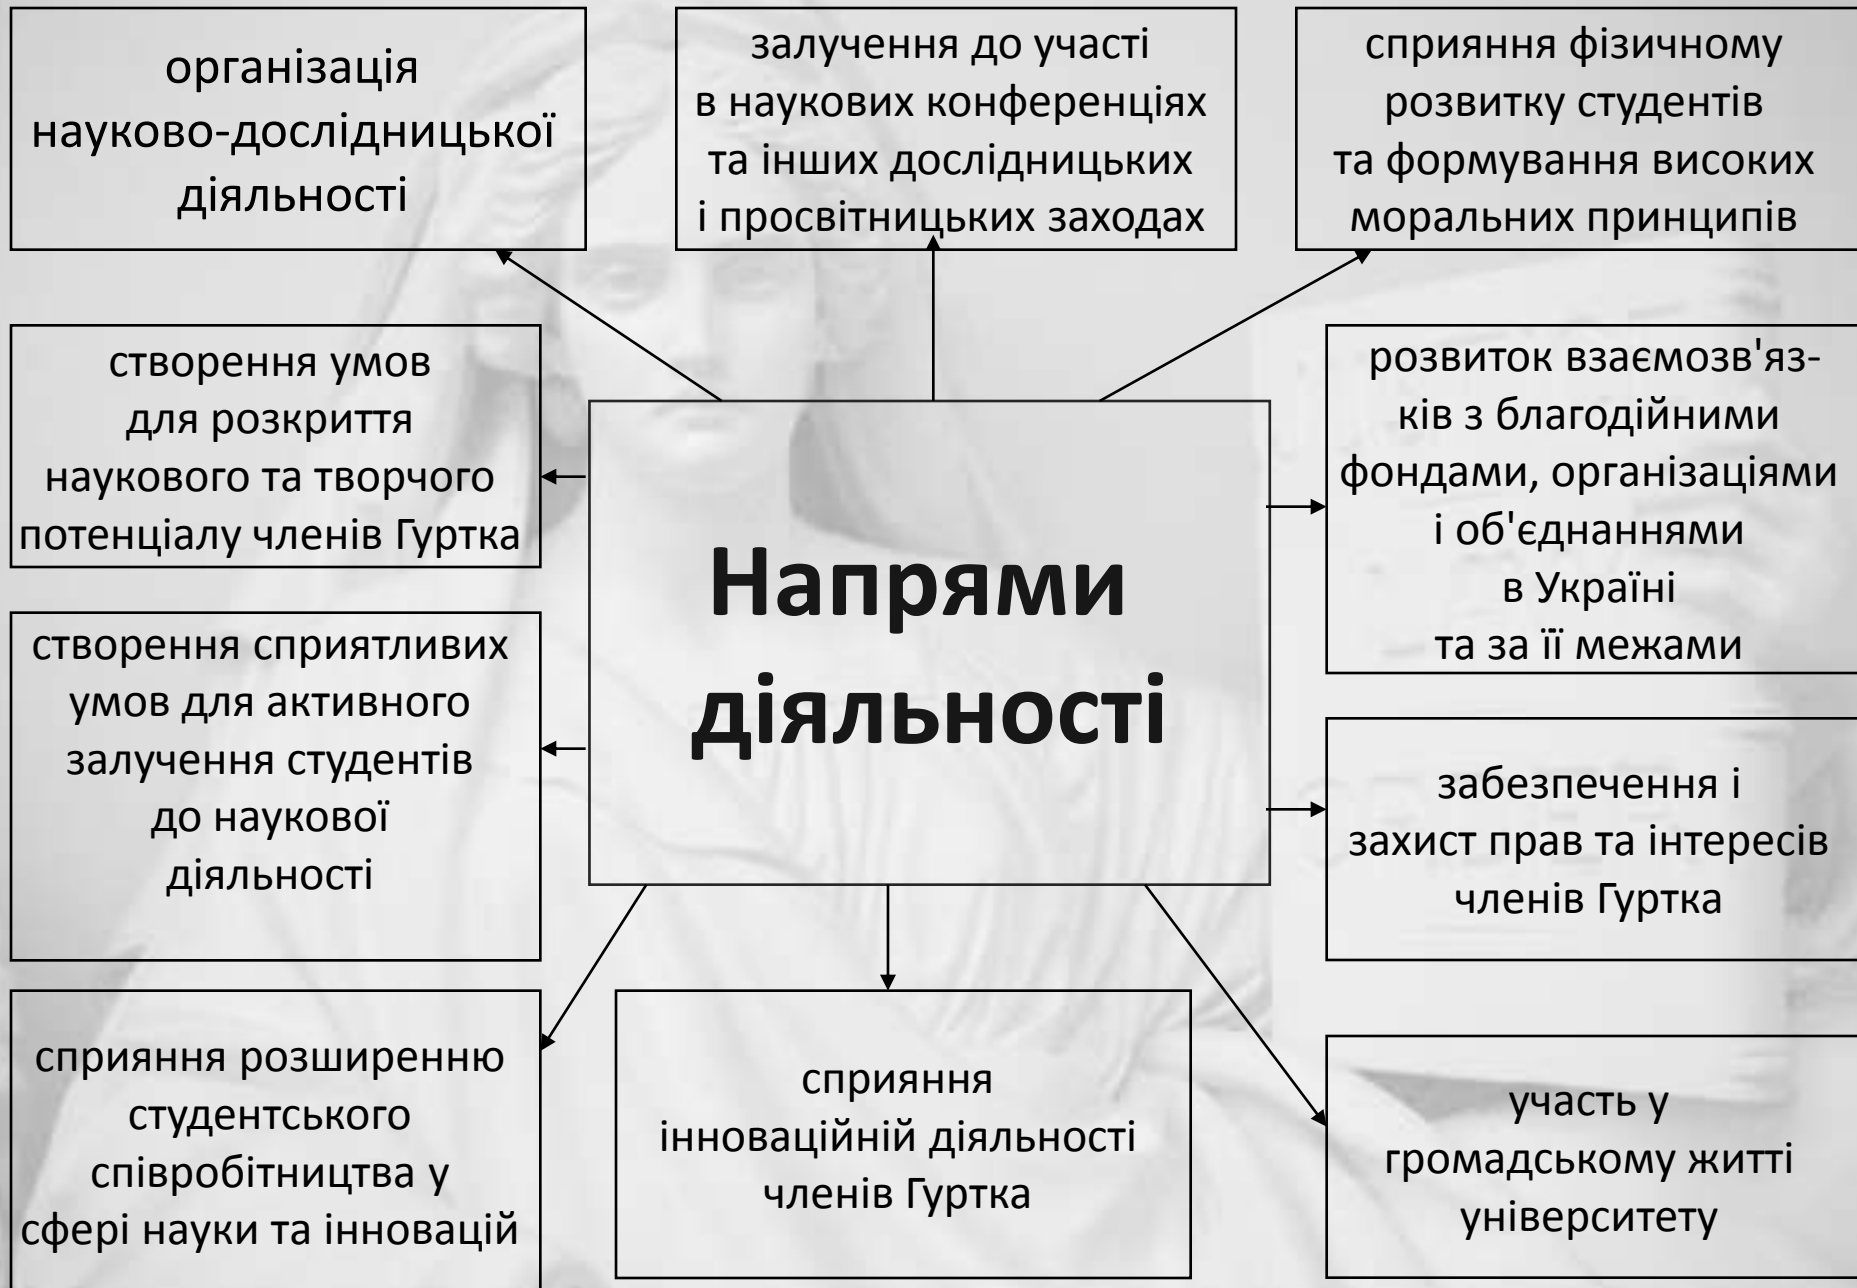 організація
науково-дослідницької
діяльності
залучення до участі
в наукових конференціях
та інших дослідницьких
і просвітницьких заходах
сприяння фізичному
розвитку студентів
та формування високих
моральних принципів
створення умов
для розкриття
наукового та творчого
потенціалу членів Гуртка
Напрями
діяльності
розвиток взаємозв'яз-
ків з благодійними
фондами, організаціями
і об'єднаннями
в Україні
та за її межами
створення сприятливих
умов для активного
залучення студентів
до наукової
діяльності
забезпечення і
захист прав та інтересів
членів Гуртка
сприяння розширенню
студентського
співробітництва у
сфері науки та інновацій
сприяння
інноваційній діяльності
членів Гуртка
участь у
громадському житті
університету